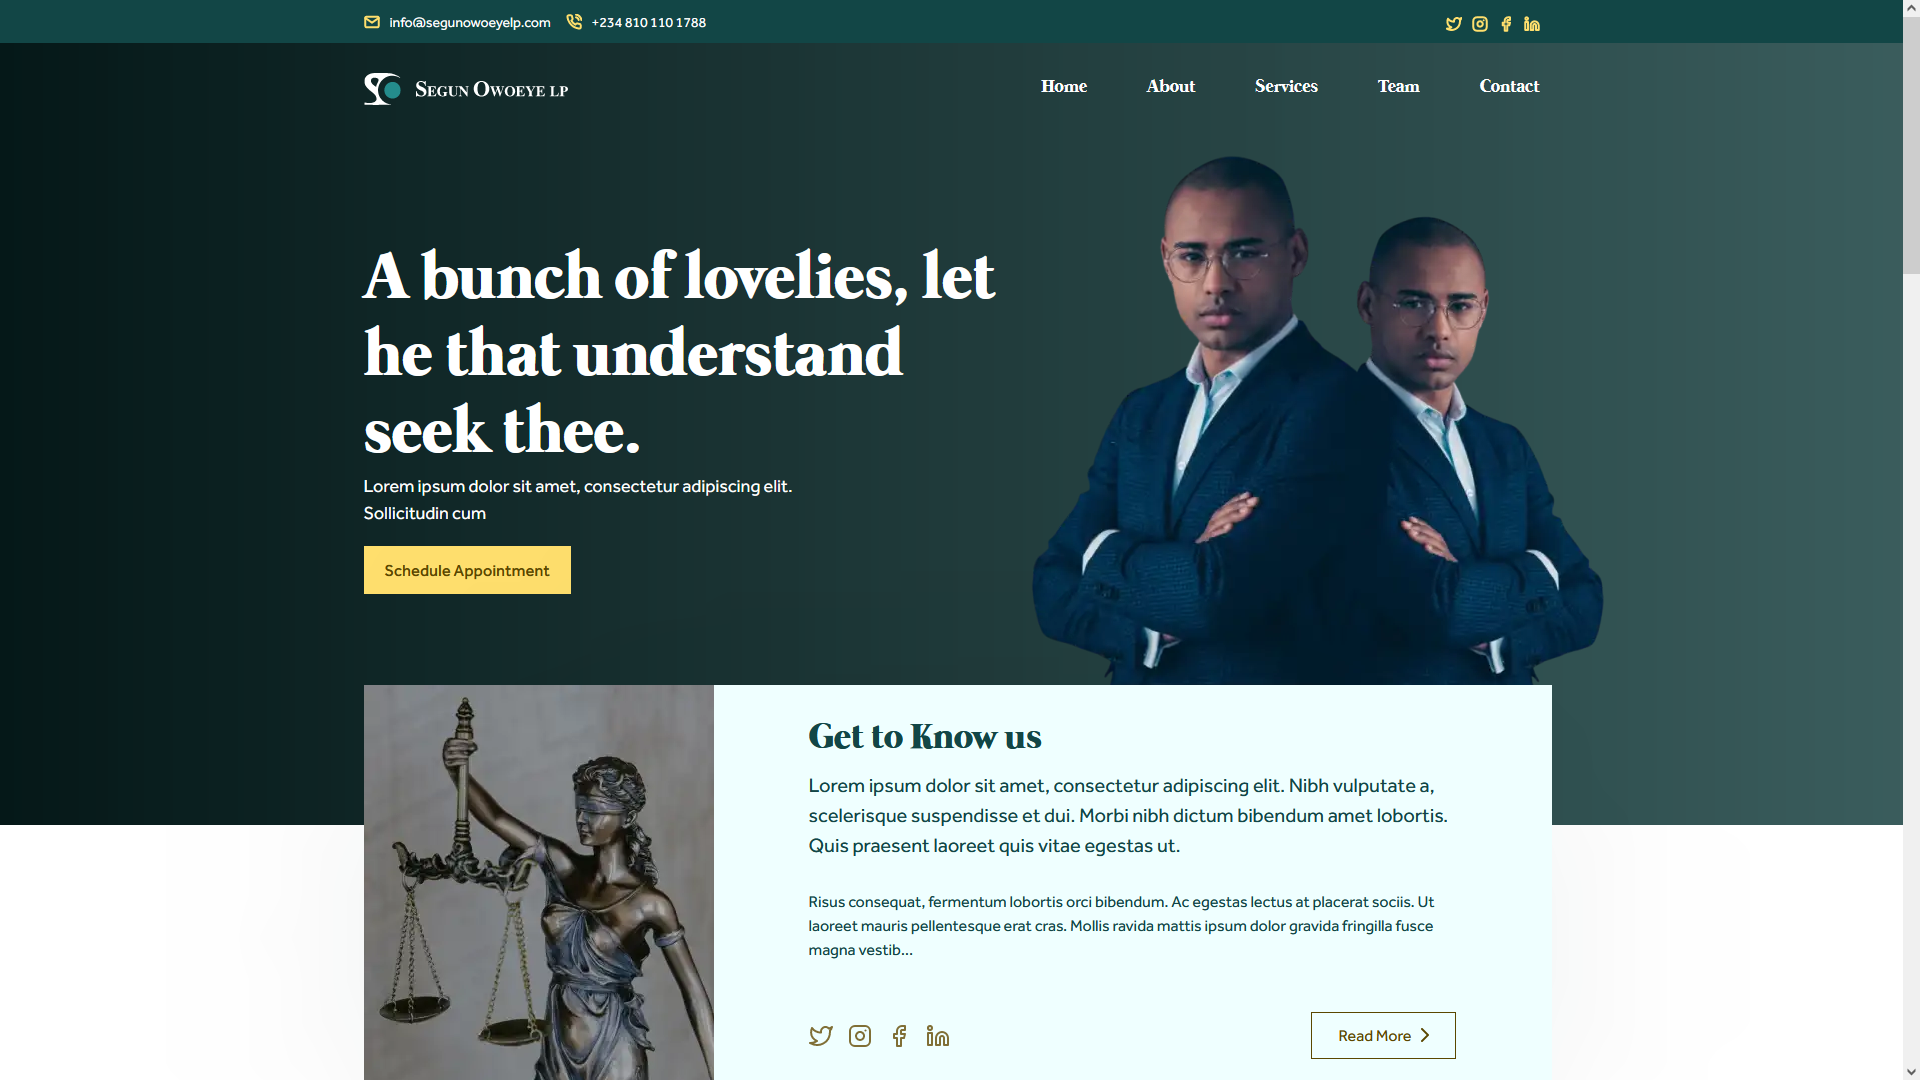 info@segunowoeyelp.com +234 810 110 1788
SEGUN OWOEYE LP
Home About Services Team Contact
A bunch of lovelies, let
he that understand
seek thee.
Lorem ipsum dolor sit amet, consectetur adipiscing elit.
Sollicitudin cum
Schedule Appointment
Get to Know us
Lorem ipsum dolor sit amet, consectetur adipiscing elit. Nibh vulputate a,
scelerisque suspendisse et dui. Morbi nibh dictum bibendum amet lobortis.
Quis praesent laoreet quis vitae egestas ut.
Risus consequat, fermentum lobortis orci bibendum. Ac egestas lectus at placerat sociis. Ut
laoreet mauris pellentesque erat cras. Mollis ravida mattis ipsum dolor gravida fringilla fusce
magna vestib...
Read More